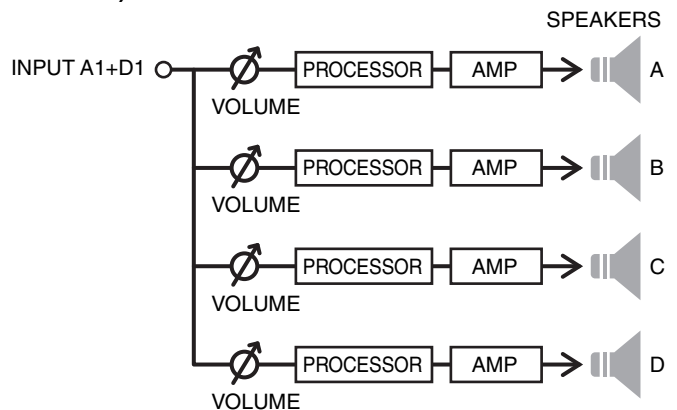 SPEAKERS
INPUT A1+D1 PROCESSOR AMP A
VOLUME
PROCESSOR AMP B
VOLUME
PROCESSOR AMP C
VOLUME
PROCESSOR AMP D
VOLUME